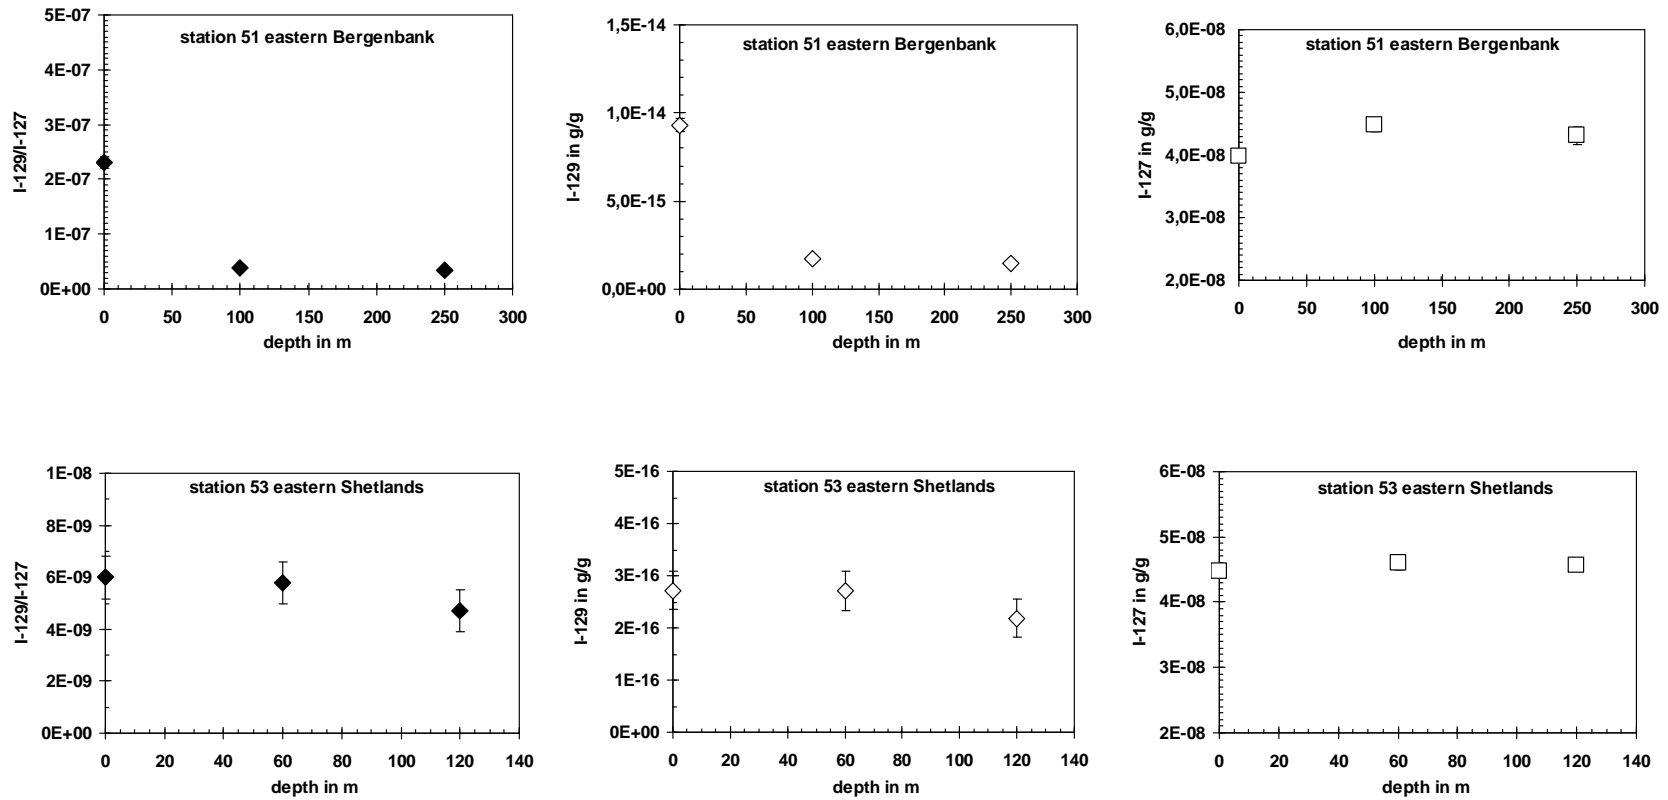 station 51 eastern Bergenbank
I-129/I-127
5E-07
4E-07
3E-07
2E-07
1E-07
0E+00
0 50 100 150 200 250 300
depth in m
station 51 eastern Bergenbank
I-129 in g/g
1,5E-14
1,0E-14
5,0E-15
0,0E+00
0 50 100 150 200 250 300
depth in m
station 51 eastern Bergenbank
I-127 in g/g
6,0E-08
5,0E-08
4,0E-08
3,0E-08
2,0E-08
0 50 100 150 200 250 300
depth in m
station 53 eastern Shetlands
I-129/I-127
1E-08
8E-09
6E-09
4E-09
2E-09
0E+00
0 20 40 60 80 100 120 140
depth in m
station 53 eastern Shetlands
I-129 in g/g
5E-16
4E-16
3E-16
2E-16
1E-16
0E+00
0 20 40 60 80 100 120 140
depth in m
station 53 eastern Shetlands
I-127 in g/g
6E-08
5E-08
4E-08
3E-08
2E-08
0 20 40 60 80 100 120 140
depth in m